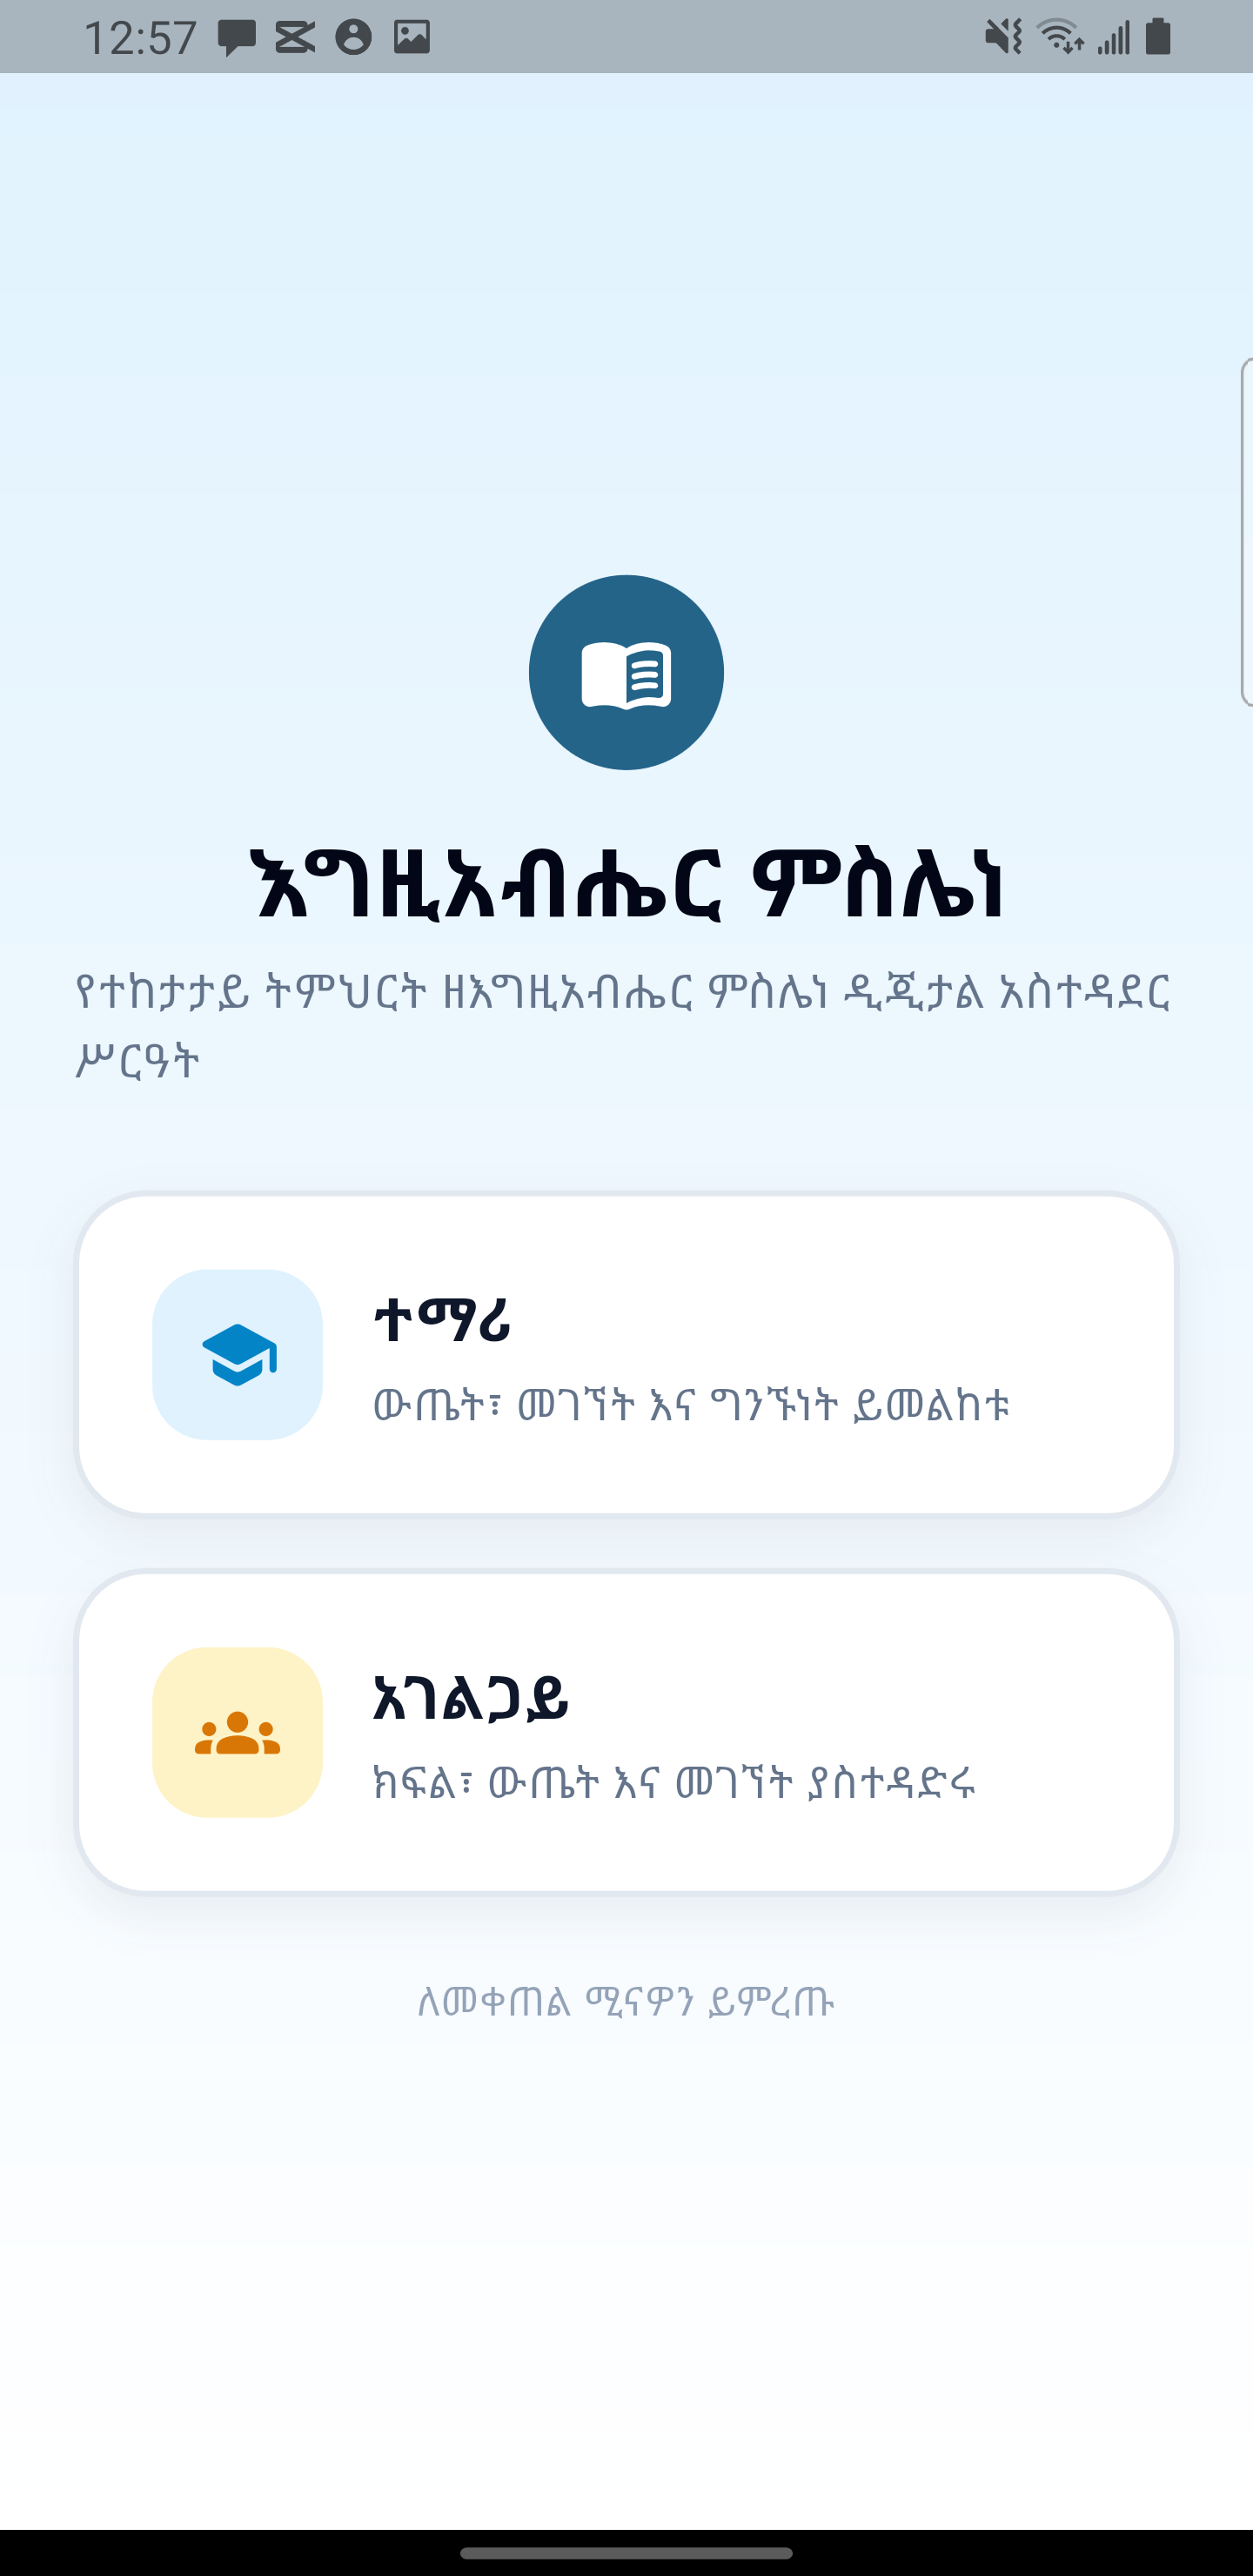 12:57
እግዚአብሔር ምስሌነ
የተከታታይ ትምህርት ዘእግዚአብሔር ምስሌነ ዲጂታል አስተዳደር
ሥርዓት
ተማሪ
ውጤት፣ መገኘት እና ግንኙነት ይመልከቱ
አገልጋይ
ክፍል፣ ውጤት እና መገኘት ያስተዳድሩ
ለመቀጠል ሚናዎን ይምረጡ